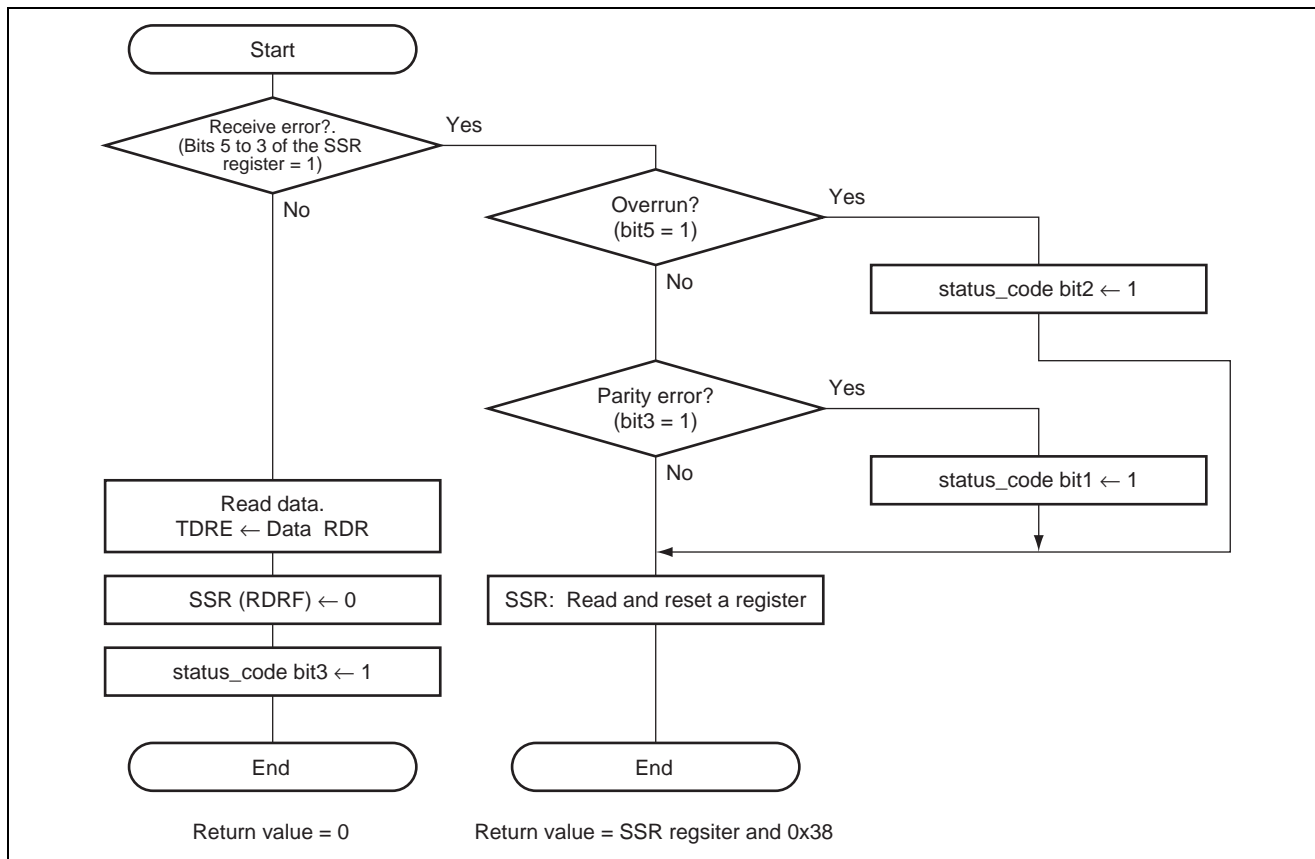 Start
Receive error?.
(Bits 5 to 3 of the SSR
register = 1)
Yes
No
Overrun?
(bit5 = 1)
Yes
No
status_code bit2 ← 1
Parity error?
(bit3 = 1)
Yes
No
status_code bit1 ← 1
Read data.
TDRE ← Data  RDR
SSR (RDRF) ← 0
SSR:  Read and reset a register
status_code bit3 ← 1
End
End
Return value = 0
Return value = SSR regsiter and 0x38